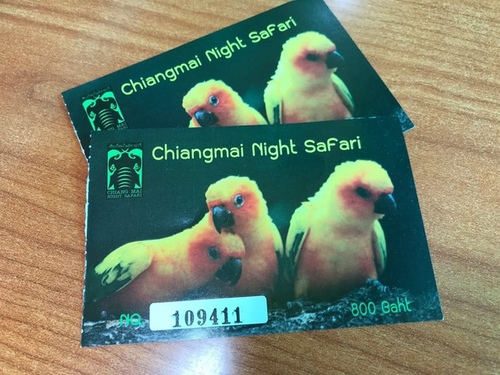 Chiangmai Night Safari
Chiangmai Night Safari
CHIANG MAI
NIGHT SAFARI
NO. 109411
800 Baht